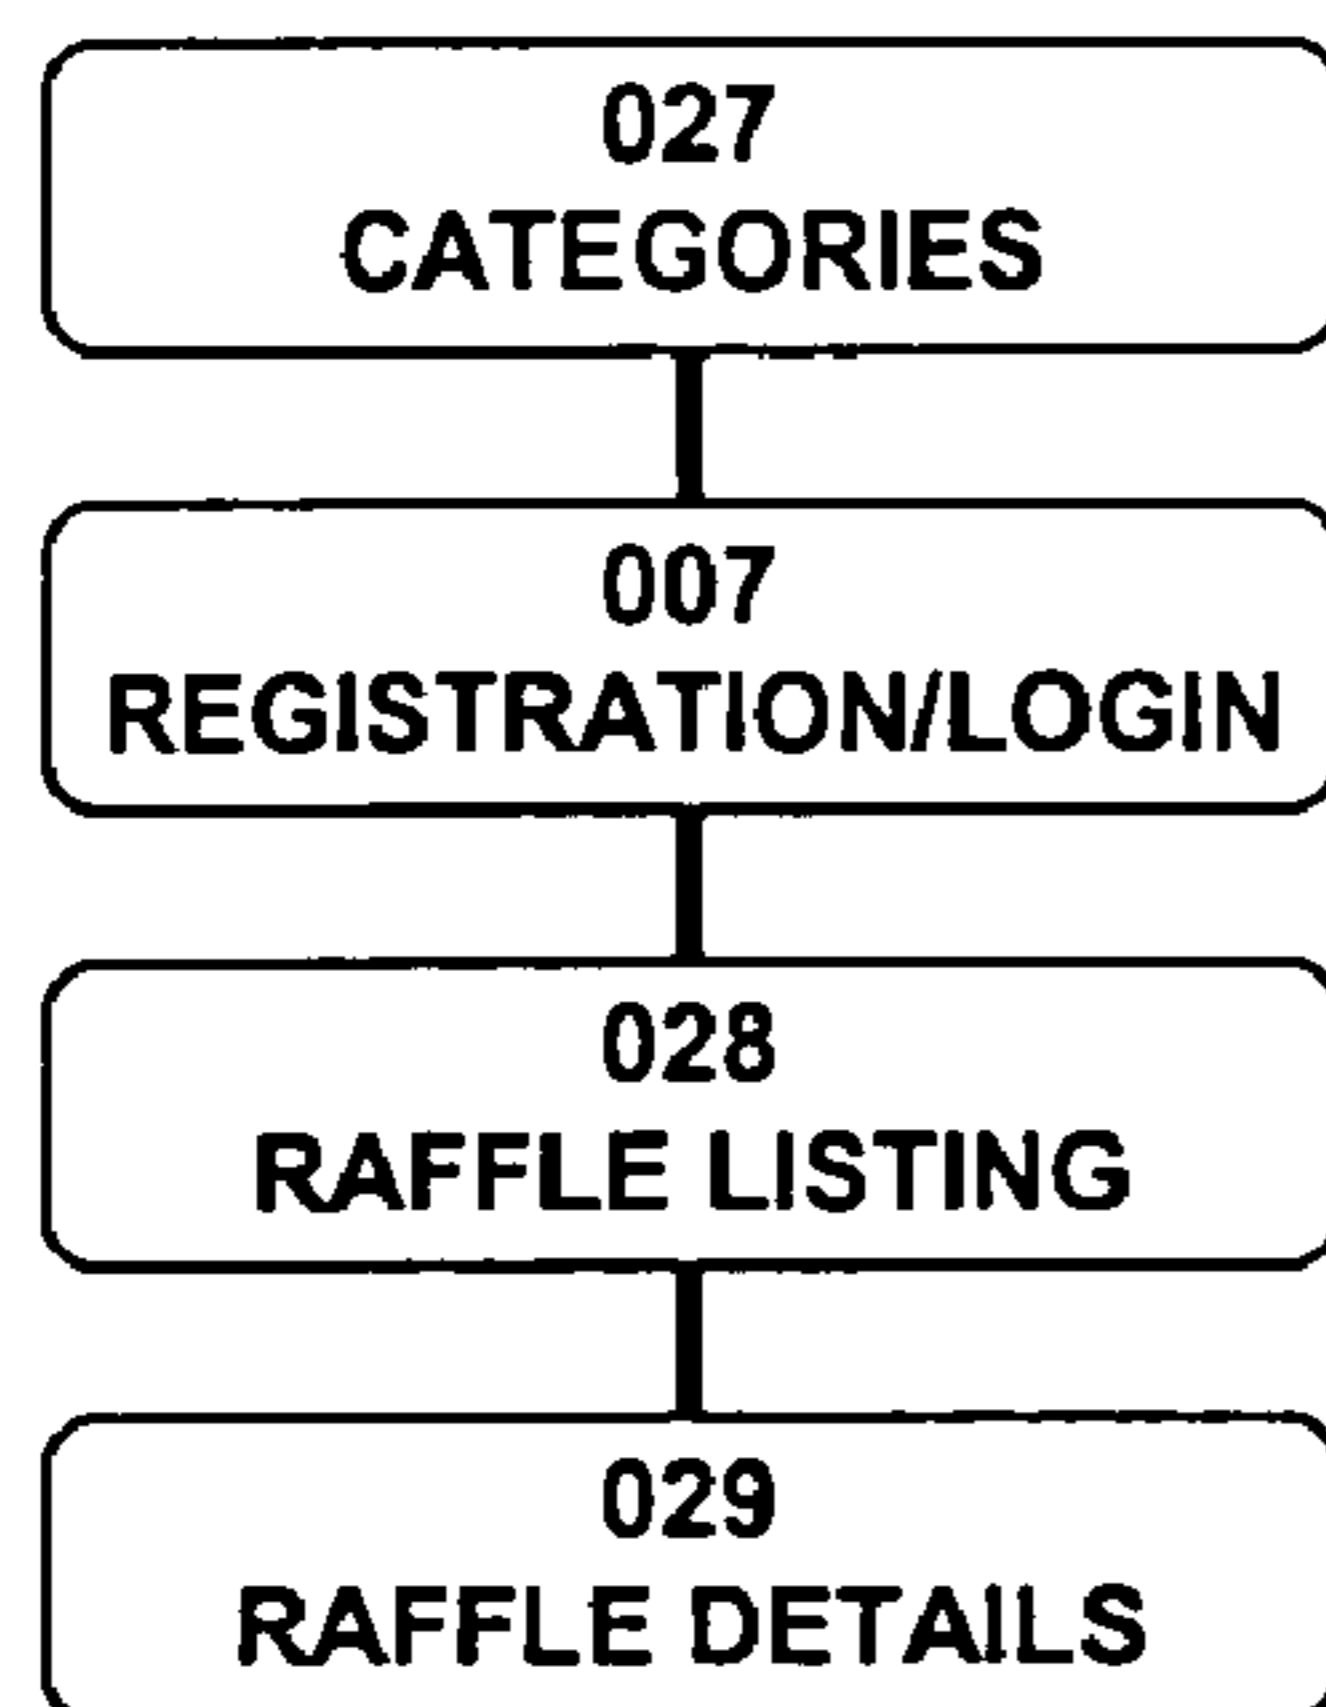 027
CATEGORIES
007
REGISTRATION/LOGIN
028
RAFFLE LISTING
029
RAFFLE DETAILS